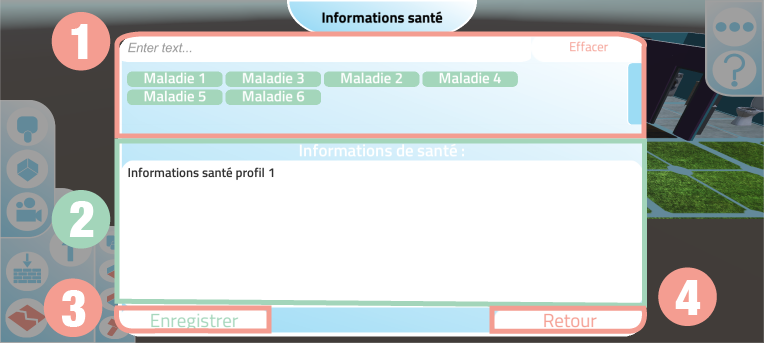 Informations santé
1
Enter text...
Effacer
Maladie 1 Maladie 3 Maladie 2 Maladie 4
Maladie 5 Maladie 6
Informations de santé :
Informations santé profil 1
2
3
Enregistrer
Retour
4
?